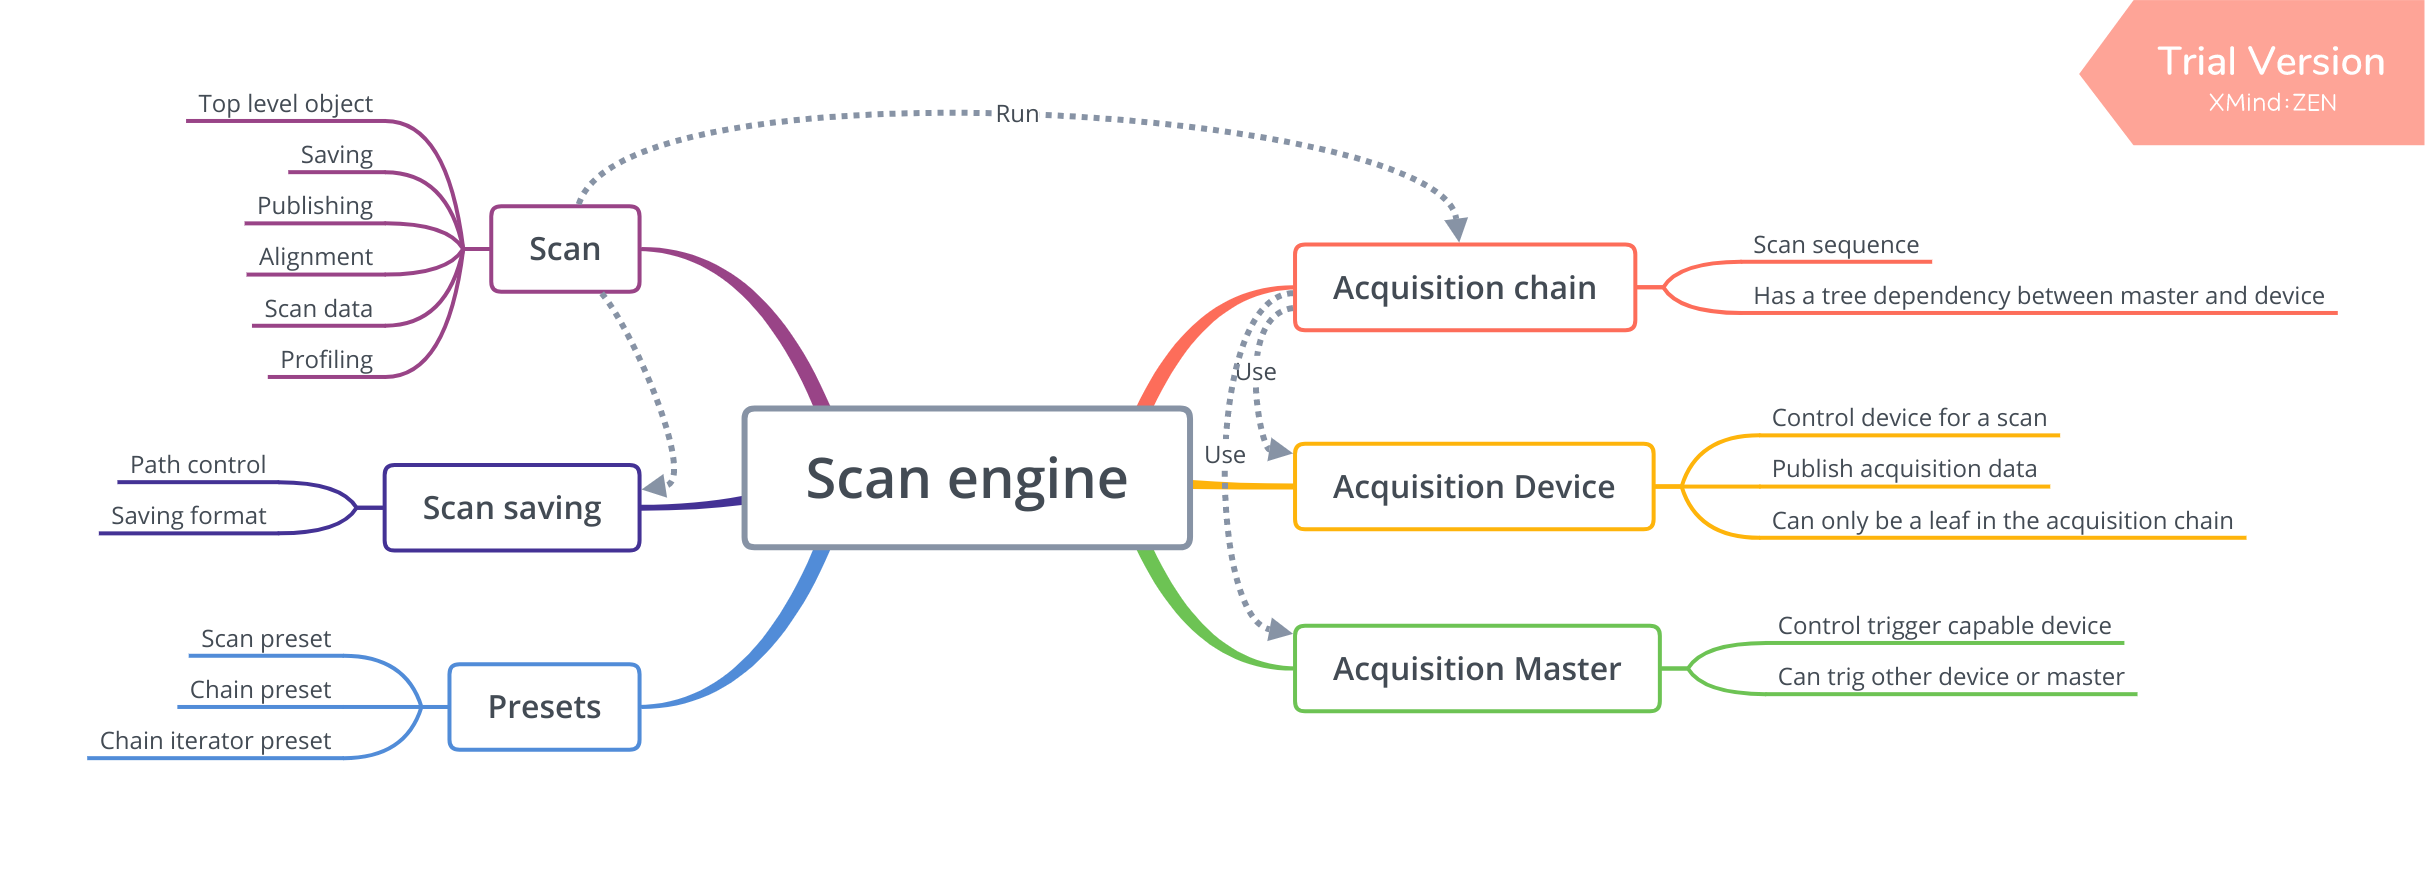 Trial Version
XMind:ZEN
Top level object
Saving
Publishing
Alignment
Scan data
Profiling
Scan
Run
Path control
Saving format
Scan saving
Scan preset
Chain preset
Chain iterator preset
Presets
Scan engine
Acquisition chain
Scan sequence
Has a tree dependency between master and device
Use
Use
Acquisition Device
Control device for a scan
Publish acquisition data
Can only be a leaf in the acquisition chain
Acquisition Master
Control trigger capable device
Can trig other device or master